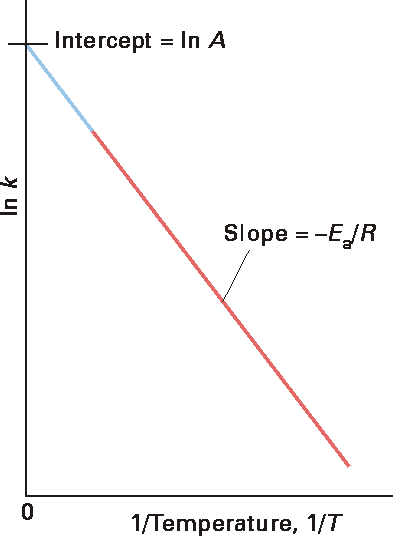 Intercept = ln A
ln k
Slope = –Ea/R
0
1/Temperature, 1/T